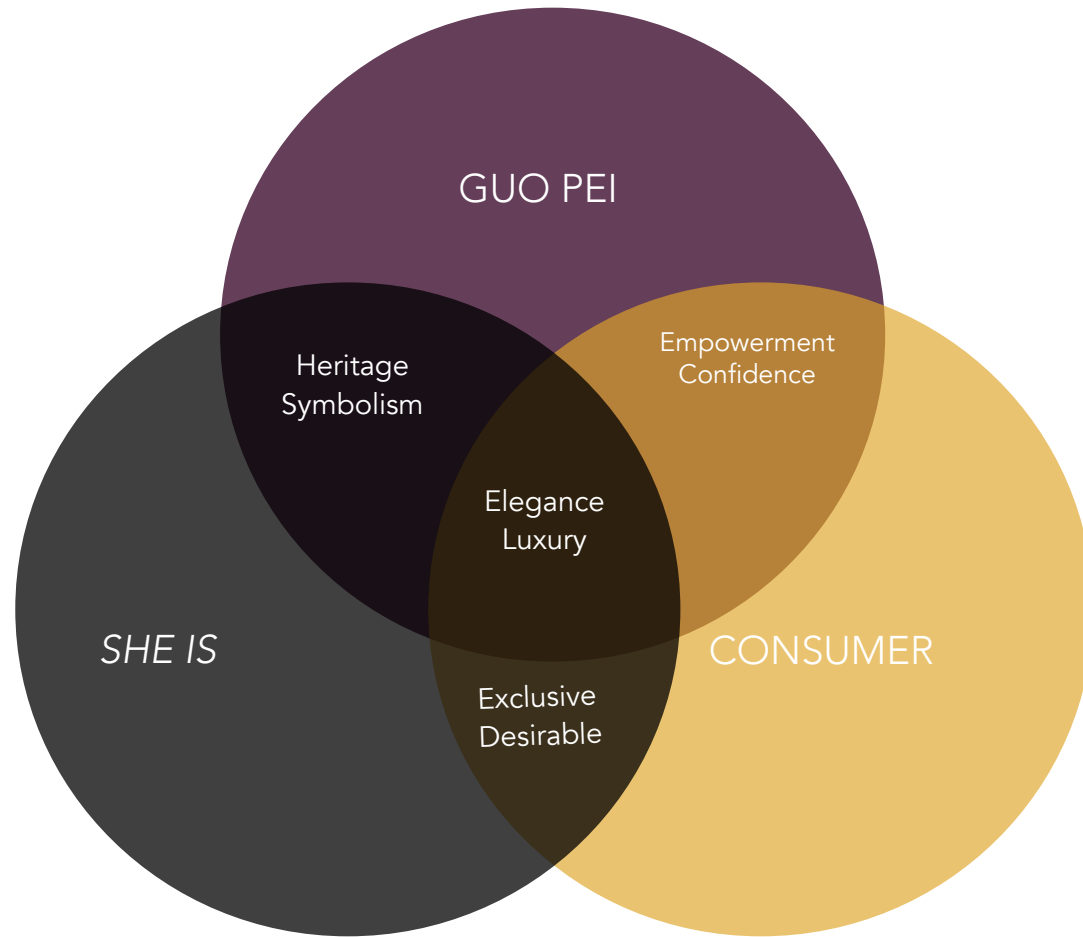 GUO PEI
Empowerment
Confidence
Heritage
Symbolism
Elegance
Luxury
SHE IS
CONSUMER
Exclusive
Desirable